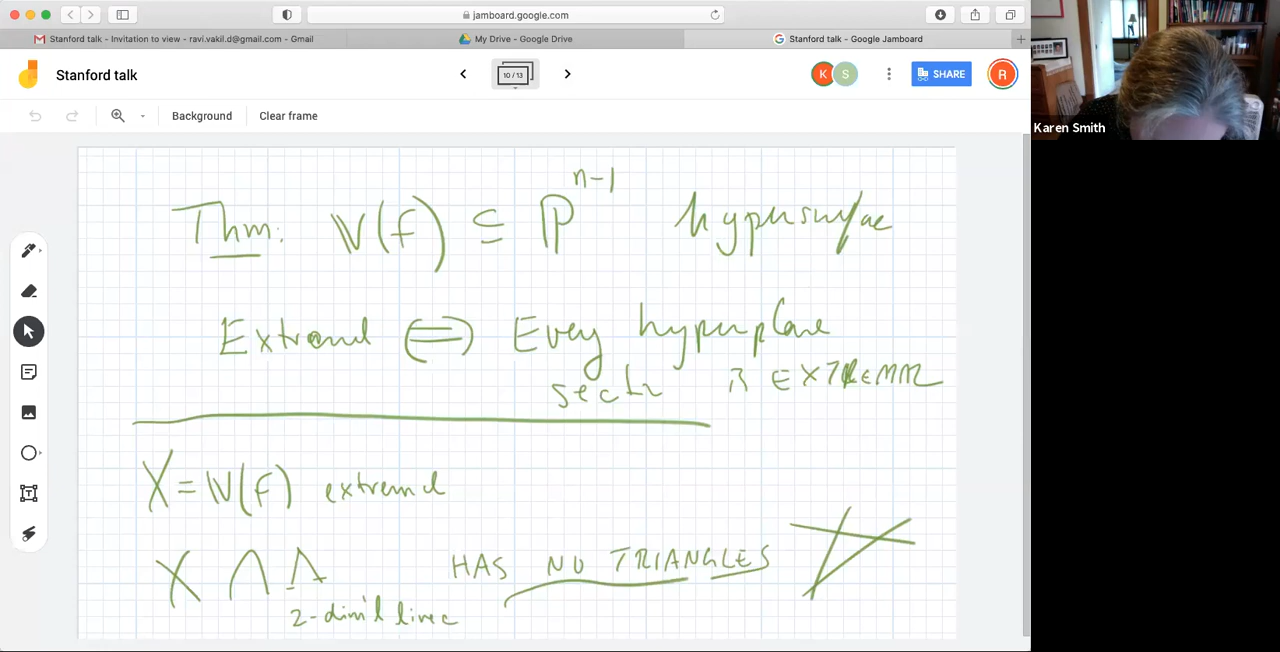 jamboard.google.com
Stanford talk - Invitation to view - ravi.vakil.d@gmail.com - Gmail
My Drive - Google Drive
Stanford talk - Google Jamboard
Stanford talk
10 / 13
K S
SHARE
R
Background
Clear frame
Karen Smith
Thm: V(f) ⊆ ℙⁿ⁻¹ hypersurface
Extremal ⟺ Every hyperplane
section is EXTREMAL
X = V(f) extremal
X ∩ Λ HAS NO TRIANGLES
2-dim'l linear